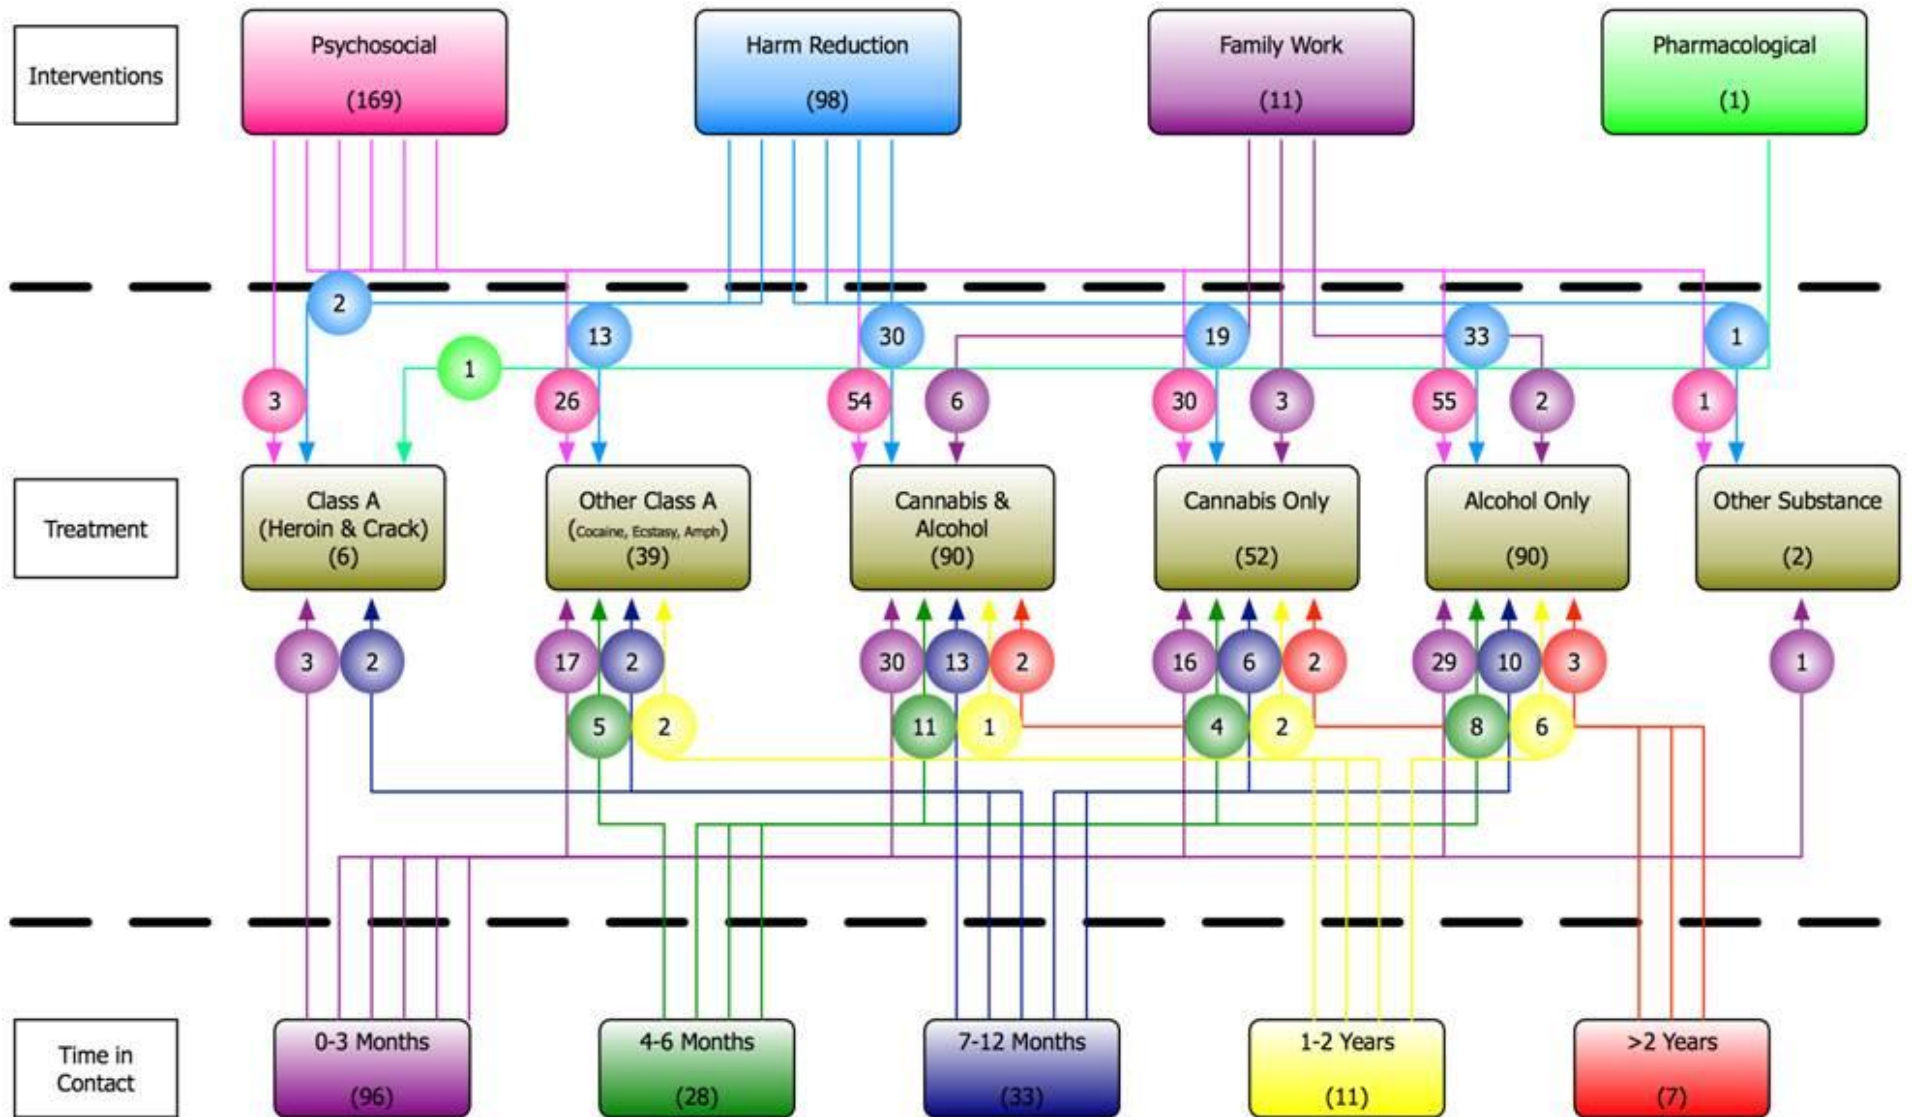 Interventions
Psychosocial
(169)
Harm Reduction
(98)
Family Work
(11)
Pharmacological
(1)
2
13
30
19
33
1
1
3
26
54
6
30
3
55
2
1
Treatment
Class A
(Heroin & Crack)
(6)
Other Class A
(Cocaine, Ecstasy, Amph)
(39)
Cannabis &
Alcohol
(90)
Cannabis Only
(52)
Alcohol Only
(90)
Other Substance
(2)
3
2
17
2
30
13
2
16
6
2
29
10
3
1
5
2
11
1
4
2
8
6
Time in
Contact
0-3 Months
(96)
4-6 Months
(28)
7-12 Months
(33)
1-2 Years
(11)
>2 Years
(7)